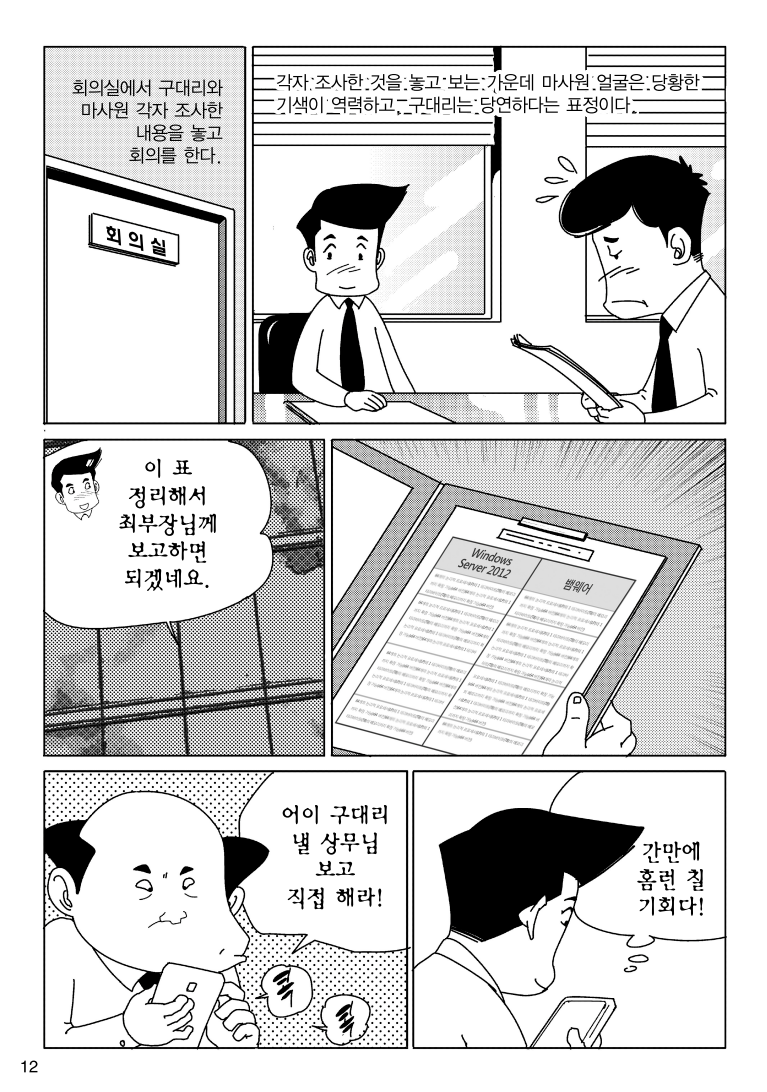 회의실에서 구대리와
마사원 각자 조사한
내용을 놓고
회의를 한다.
회의실
각자 조사한 것을 놓고 보는 가운데 마사원 얼굴은 당황한
기색이 역력하고, 구대리는 당연하다는 표정이다.
이 표
정리해서
최부장님께
보고하면
되겠네요.
Windows
Server 2012
뱀웨어
어이 구대리
낼 상무님
보고
직접 해라!
간만에
홈런 칠
기회다!
12